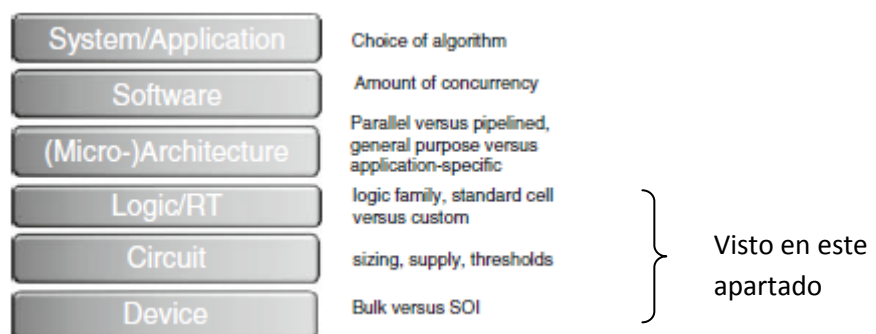 System/Application
Choice of algorithm
Software
Amount of concurrency
(Micro-)Architecture
Parallel versus pipelined,
general purpose versus
application-specific
Logic/RT
logic family, standard cell
versus custom
Circuit
sizing, supply, thresholds
Device
Bulk versus SOI
Visto en este
apartado